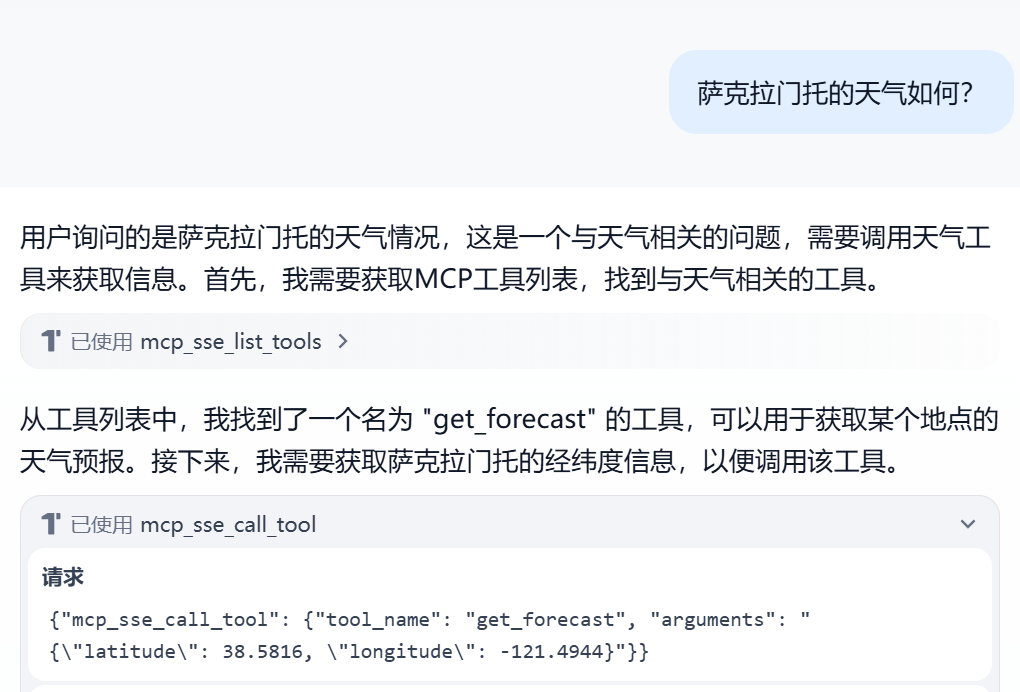 萨克拉门托的天气如何？
用户询问的是萨克拉门托的天气情况，这是一个与天气相关的问题，需要调用天气工
具来获取信息。首先，我需要获取MCP工具列表，找到与天气相关的工具。
已使用 mcp_sse_list_tools
从工具列表中，我找到了一个名为 "get_forecast" 的工具，可以用于获取某个地点的
天气预报。接下来，我需要获取萨克拉门托的经纬度信息，以便调用该工具。
已使用 mcp_sse_call_tool
请求
{"mcp_sse_call_tool": {"tool_name": "get_forecast", "arguments": "
{\"latitude\": 38.5816, \"longitude\": -121.4944}"}}